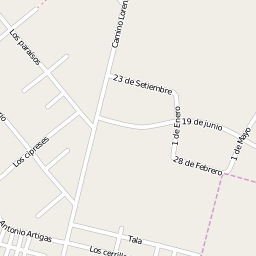 Los paraísos
Camino Loren
23 de Setiembre
19 de junio
1 de Enero
1 de Mayo
Los cipreses
28 de Febrero
Antonio Artigas
Tala
Los cerrill